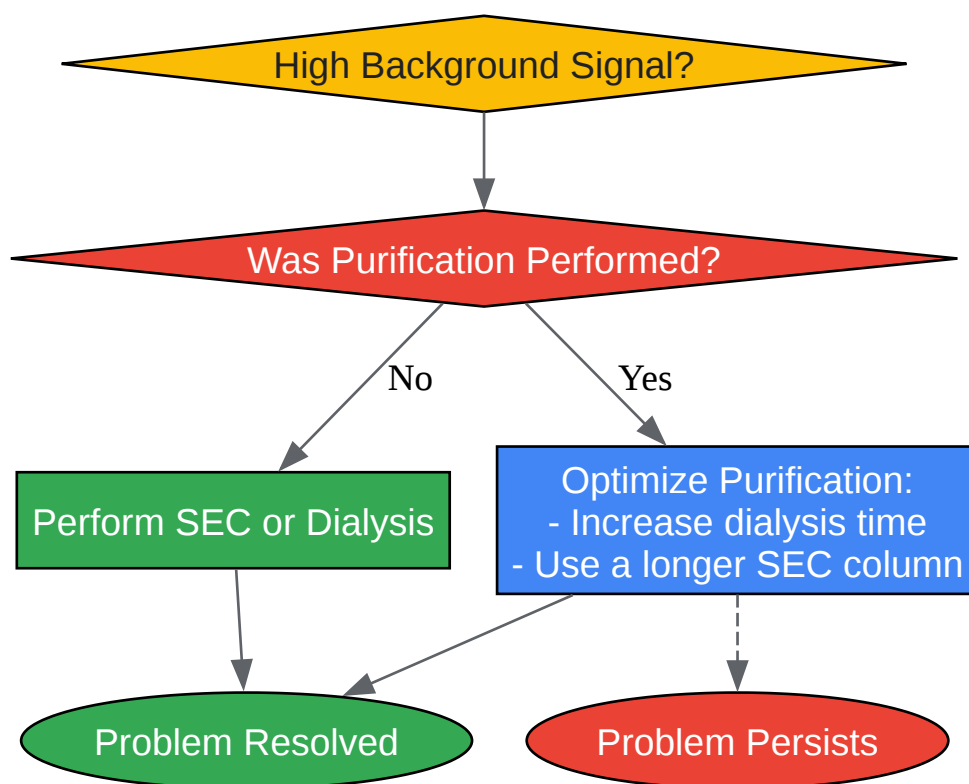 High Background Signal?
Was Purification Performed?
No
Yes
Perform SEC or Dialysis
Optimize Purification:
- Increase dialysis time
- Use a longer SEC column
Problem Resolved
Problem Persists